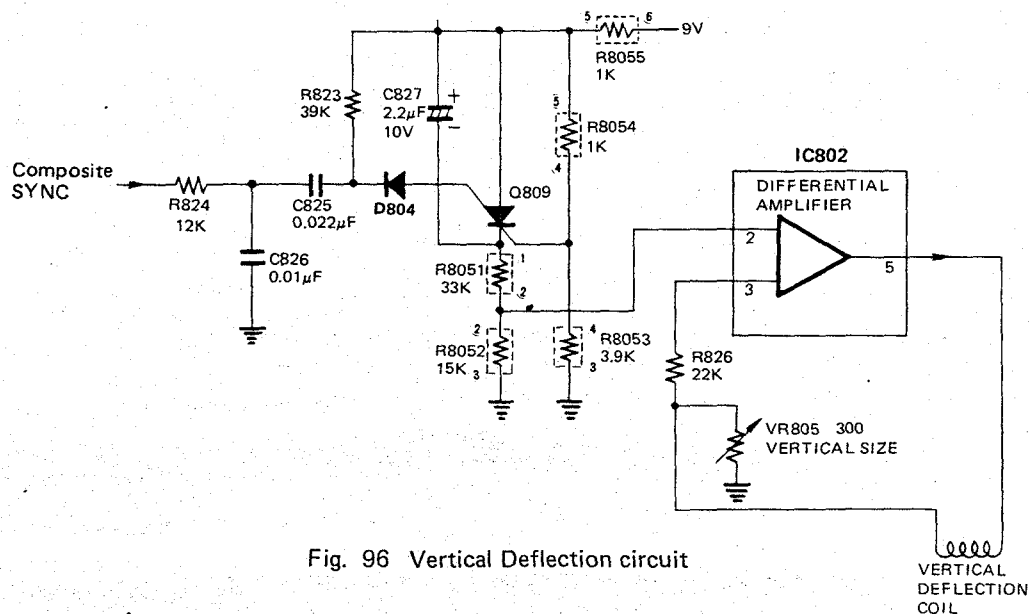 5 6
9V
R8055
1K
R823
39K
C827
2.2μF
10V
+
−
5
R8054
1K
4
IC802
DIFFERENTIAL
AMPLIFIER
Composite
SYNC
R824
12K
C825
0.022μF
D804
Q809
2
5
3
C826
0.01μF
R8051
33K
1
2
R8052
15K
2
3
4
R8053
3.9K
3
R826
22K
VR805 300
VERTICAL SIZE
Fig. 96 Vertical Deflection circuit
VERTICAL
DEFLECTION
COIL